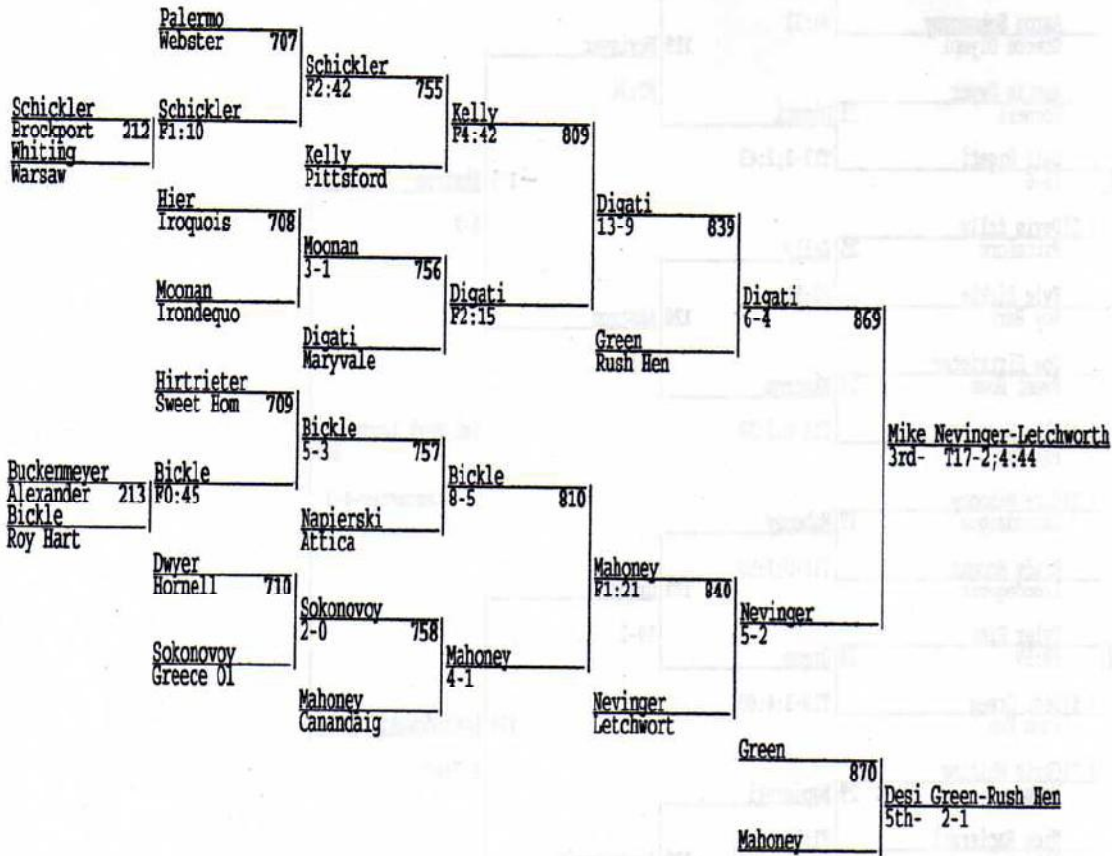 Palermo
Webster 707
Schickler
F2:42 755
Schickler
Brockport 212
Whiting
Warsaw
Schickler
F1:10
Kelly
F4:42 809
Kelly
Pittsford
Hier
Iroquois 708
Digati
13-9 839
Moonan
3-1 756
Moonan
Irondequo
Digati
F2:15
Digati
6-4 869
Digati
Maryvale
Green
Rush Hen
Hirtrieter
Sweet Hom 709
Bickle
5-3 757
Mike Nevinger-Letchworth
3rd- T17-2;4:44
Buckenmeyer
Alexander 213
Bickle
Roy Hart
Bickle
F0:45
Bickle
8-5 810
Napierski
Attica
Dwyer
Hornell 710
Mahoney
F1:21 840
Sokonovoy
2-0 758
Nevinger
5-2
Sokonovoy
Greece Ol
Mahoney
4-1
Mahoney
Canandaig
Nevinger
Letchwort
Green
870
Desi Green-Rush Hen
5th- 2-1
Mahoney